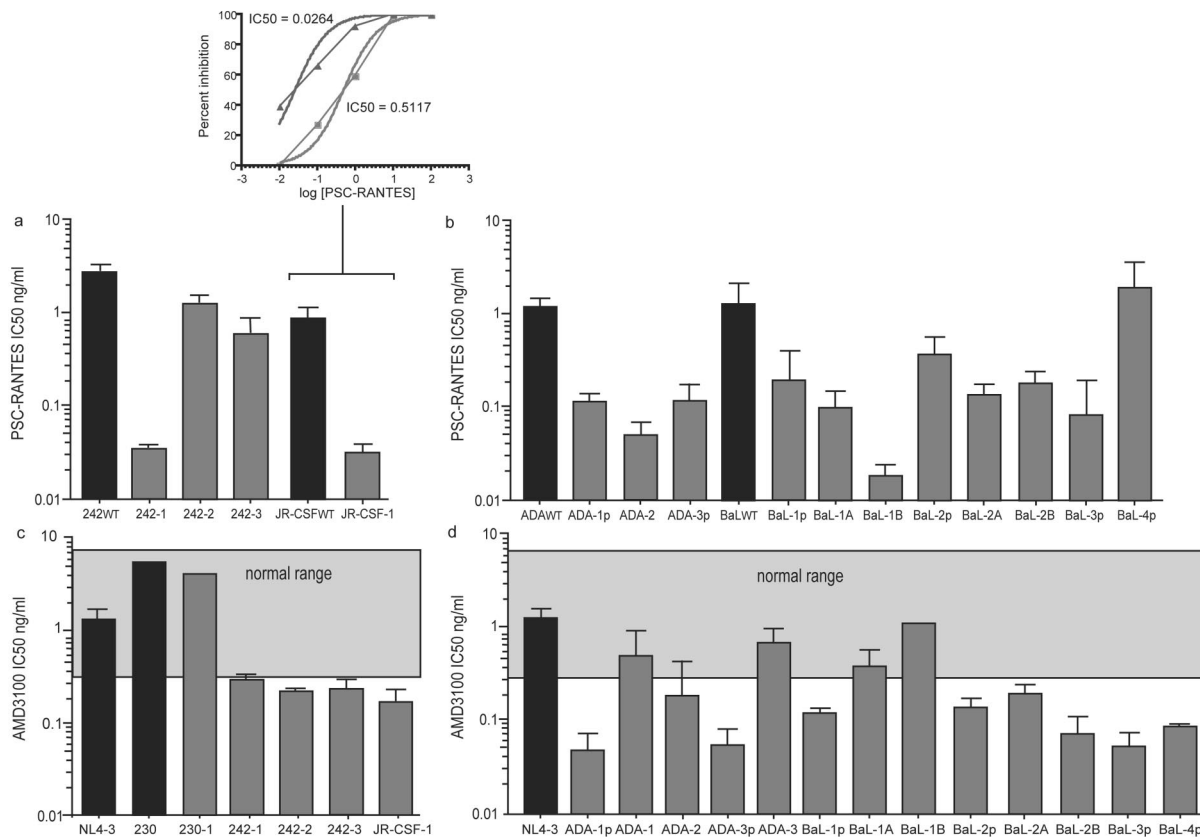 100
80
60
40
20
0
Percent inhibition
IC50 = 0.0264
IC50 = 0.5117
-3 -2 -1 0 1 2 3
log [PSC-RANTES]
a
PSC-RANTES IC50 ng/ml
10
1
0.1
0.01
242WT 242-1 242-2 242-3 JR-CSFWT JR-CSF-1
b
PSC-RANTES IC50 ng/ml
10
1
0.1
0.01
ADAWT ADA-1p ADA-2 ADA-3p BaLWT BaL-1p BaL-1A BaL-1B BaL-2p BaL-2A BaL-2B BaL-3p BaL-4p
c
AMD3100 IC50 ng/ml
10
1
0.1
0.01
normal range
NL4-3 230 230-1 242-1 242-2 242-3 JR-CSF-1
d
AMD3100 IC50 ng/ml
10
1
0.1
0.01
normal range
NL4-3 ADA-1p ADA-1 ADA-2 ADA-3p ADA-3 BaL-1p BaL-1A BaL-1B BaL-2p BaL-2A BaL-2B BaL-3p BaL-4p